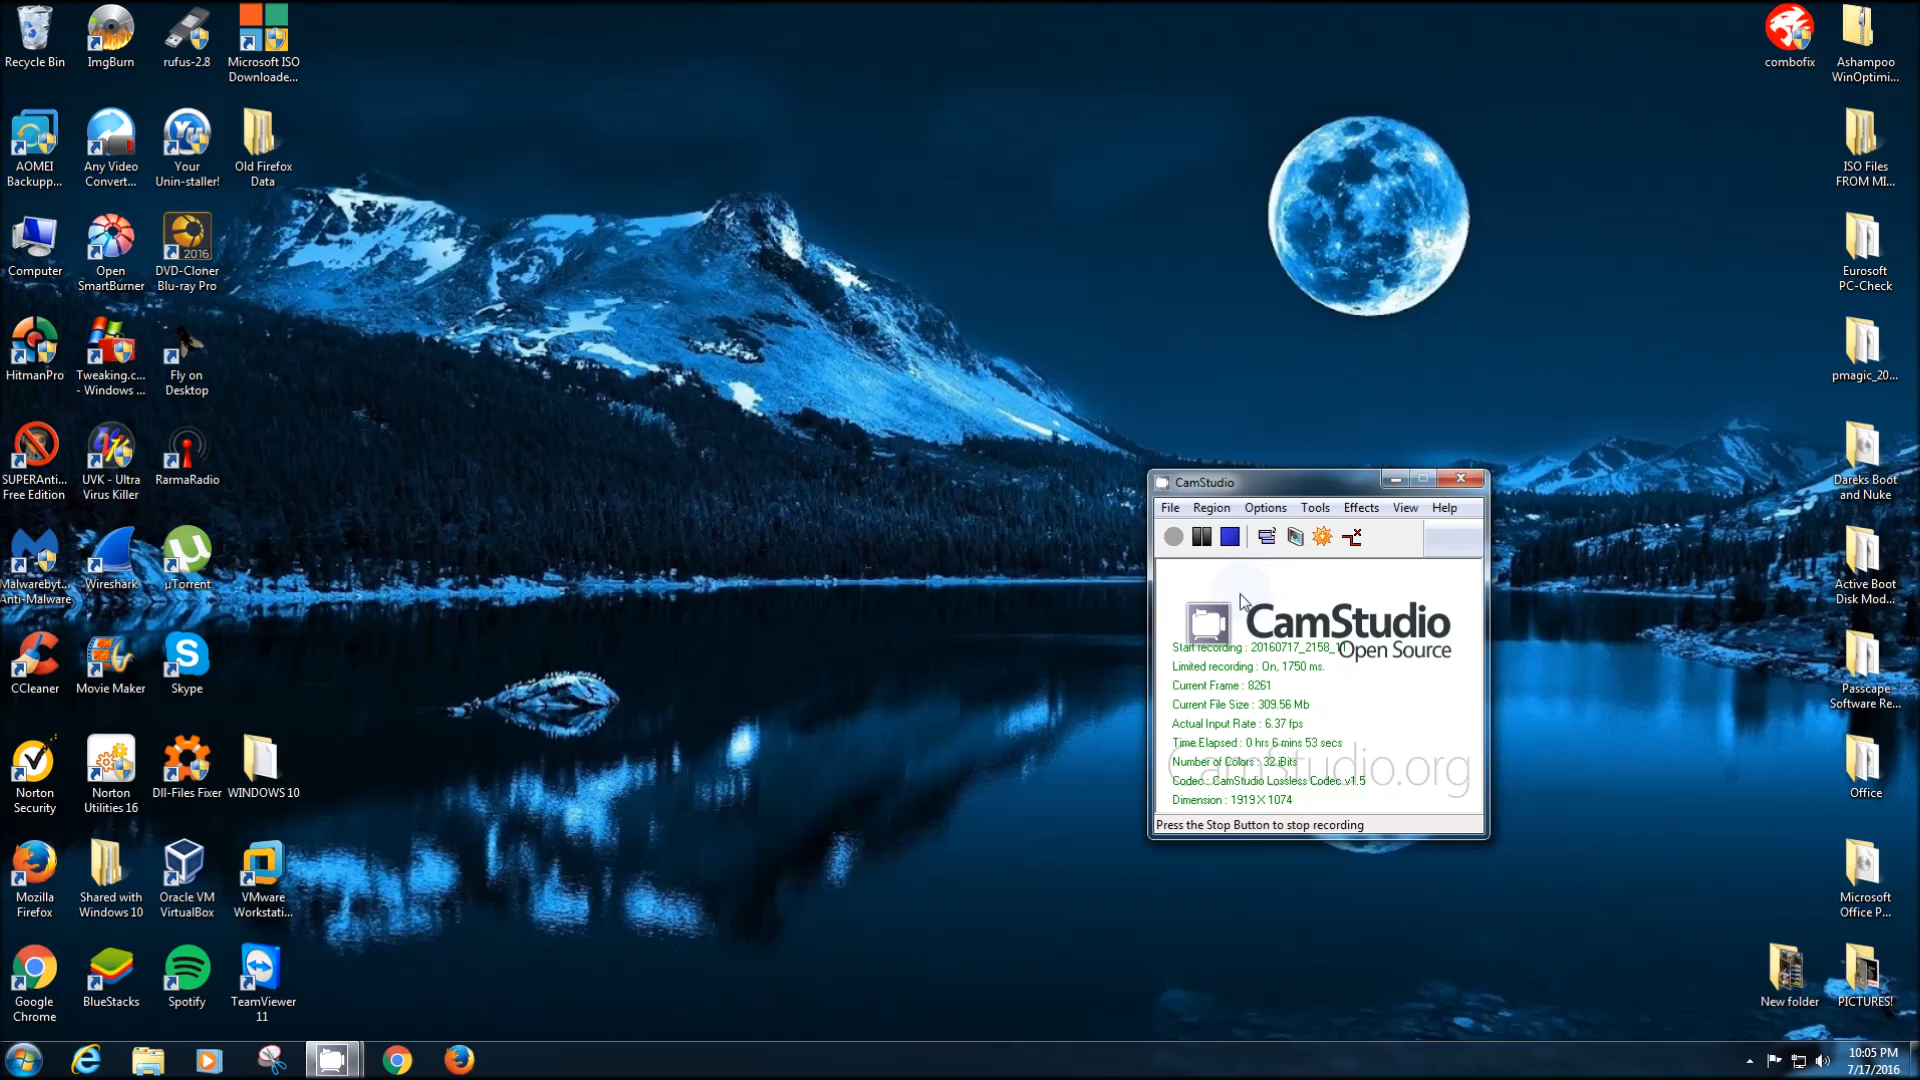 Recycle Bin
ImgBurn
rufus-2.8
Microsoft ISO
Downloade...
combofix
Ashampoo
WinOptimi...
AOMEI
Backupp...
Any Video
Convert...
Your
Unin-staller!
Old Firefox
Data
ISO Files
FROM MI...
Computer
Open
SmartBurner
2016
DVD-Cloner
Blu-ray Pro
Eurosoft
PC-Check
HitmanPro
Tweaking.c...
- Windows ...
Fly on
Desktop
pmagic_20...
SUPERAnti...
Free Edition
UVK - Ultra
Virus Killer
RarmaRadio
Dareks Boot
and Nuke
Malwarebyt...
Anti-Malware
Wireshark
µTorrent
Active Boot
Disk Mod...
CCleaner
Movie Maker
Skype
Passcape
Software Re...
Norton
Security
Norton
Utilities 16
Dll-Files Fixer
WINDOWS 10
Office
Mozilla
Firefox
Shared with
Windows 10
Oracle VM
VirtualBox
VMware
Workstati...
Microsoft
Office P...
Google
Chrome
BlueStacks
Spotify
TeamViewer
11
New folder
PICTURES!
CamStudio
File Region Options Tools Effects View Help
CamStudio
Open Source
Start recording : 20160717_2158_11
Limited recording : On, 1750 ms.
Current Frame : 8261
Current File Size : 309.56 Mb
Actual Input Rate : 6.37 fps
Time Elapsed : 0 hrs 6 mins 53 secs
Number of Colors : 32 Bits
Codec : CamStudio Lossless Codec v1.5
Dimension : 1919 X 1074
CamStudio.org
Press the Stop Button to stop recording
10:05 PM
7/17/2016